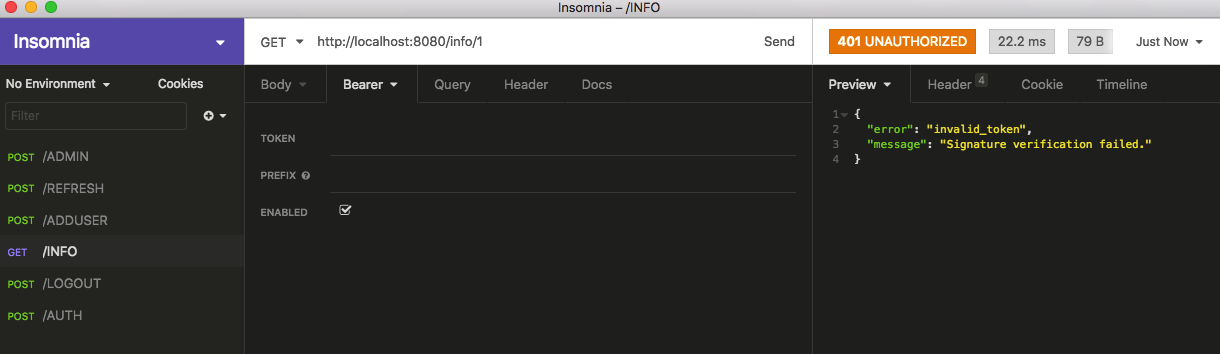 Insomnia – /INFO
Insomnia
GET http://localhost:8080/info/1 Send
401 UNAUTHORIZED 22.2 ms 79 B Just Now
No Environment Cookies
Body Bearer Query Header Docs
Preview Header 4 Cookie Timeline
Filter
POST /ADMIN
POST /REFRESH
POST /ADDUSER
GET /INFO
POST /LOGOUT
POST /AUTH
TOKEN
PREFIX
ENABLED
1 {
2 "error": "invalid_token",
3 "message": "Signature verification failed."
4 }